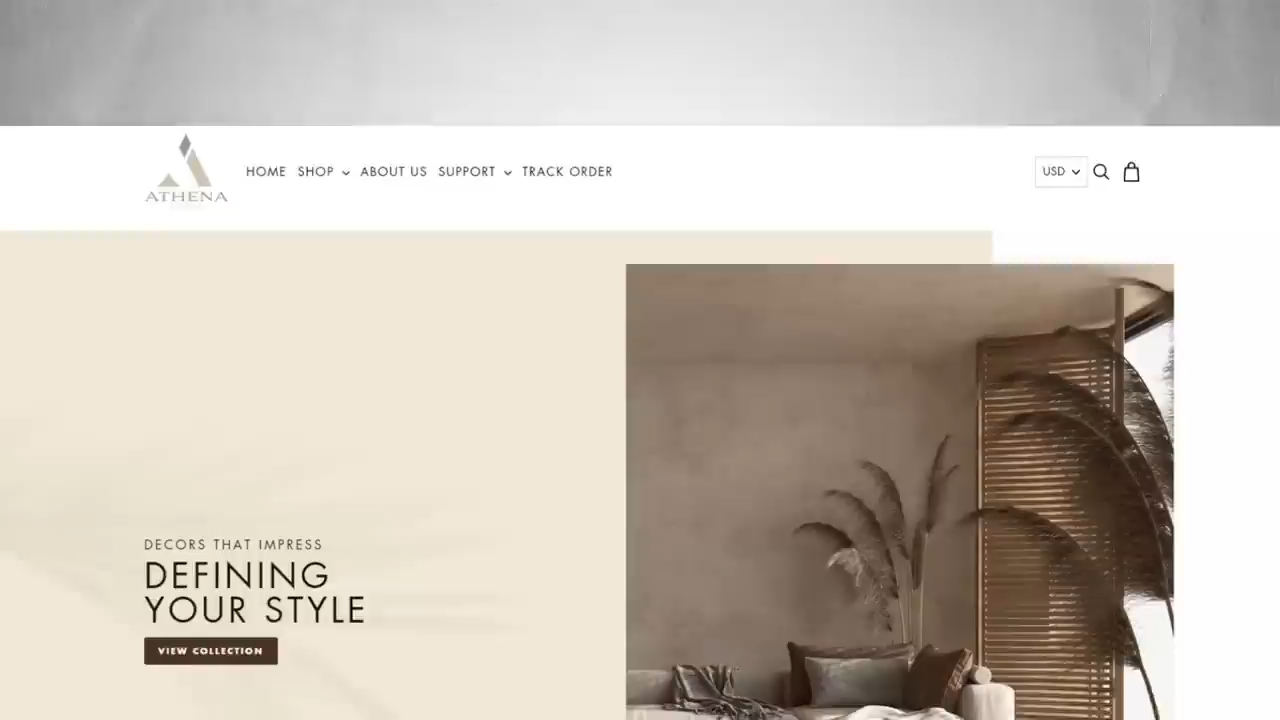 HOME SHOP ABOUT US SUPPORT TRACK ORDER
USD
ATHENA
DECORS THAT IMPRESS
DEFINING
YOUR STYLE
VIEW COLLECTION